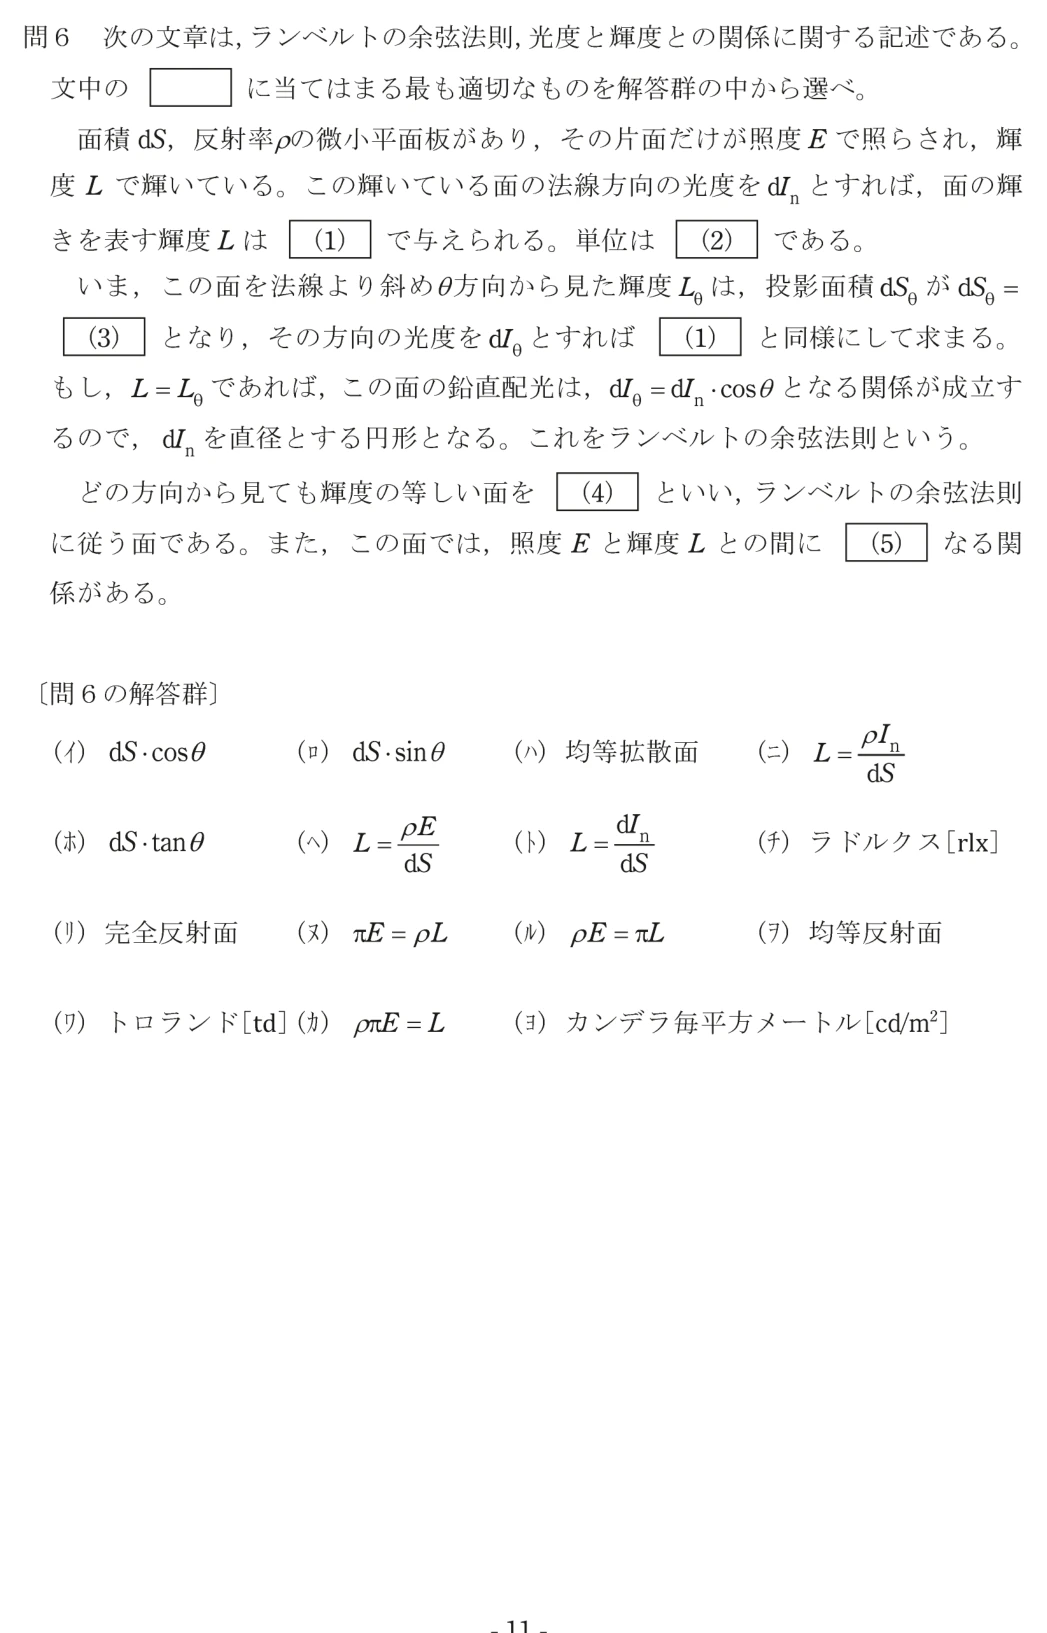 問６　次の文章は，ランベルトの余弦法則，光度と輝度との関係に関する記述である。
文中の　　　に当てはまる最も適切なものを解答群の中から選べ。
面積 dS，反射率ρの微小平面板があり，その片面だけが照度 E で照らされ，輝
度 L で輝いている。この輝いている面の法線方向の光度を dIn とすれば，面の輝
きを表す輝度 L は (1) で与えられる。単位は (2) である。
いま，この面を法線より斜めθ方向から見た輝度 Lθ は，投影面積 dSθ が dSθ =
(3) となり，その方向の光度を dIθ とすれば (1) と同様にして求まる。
もし，L = Lθ であれば，この面の鉛直配光は，dIθ = dIn · cosθ となる関係が成立す
るので， dIn を直径とする円形となる。これをランベルトの余弦法則という。
どの方向から見ても輝度の等しい面を (4) といい，ランベルトの余弦法則
に従う面である。また，この面では，照度 E と輝度 L との間に (5) なる関
係がある。
〔問６の解答群〕
(ｲ) dS · cosθ (ﾛ) dS · sinθ (ﾊ) 均等拡散面 (ﾆ) L = ρIn / dS
(ﾎ) dS · tanθ (ﾍ) L = ρE / dS (ﾄ) L = dIn / dS (ﾁ) ラドルクス［rlx］
(ﾘ) 完全反射面 (ﾇ) πE = ρL (ﾙ) ρE = πL (ｦ) 均等反射面
(ﾜ) トロランド［td］ (ｶ) ρπE = L (ﾖ) カンデラ毎平方メートル［cd/m²］
- 11 -